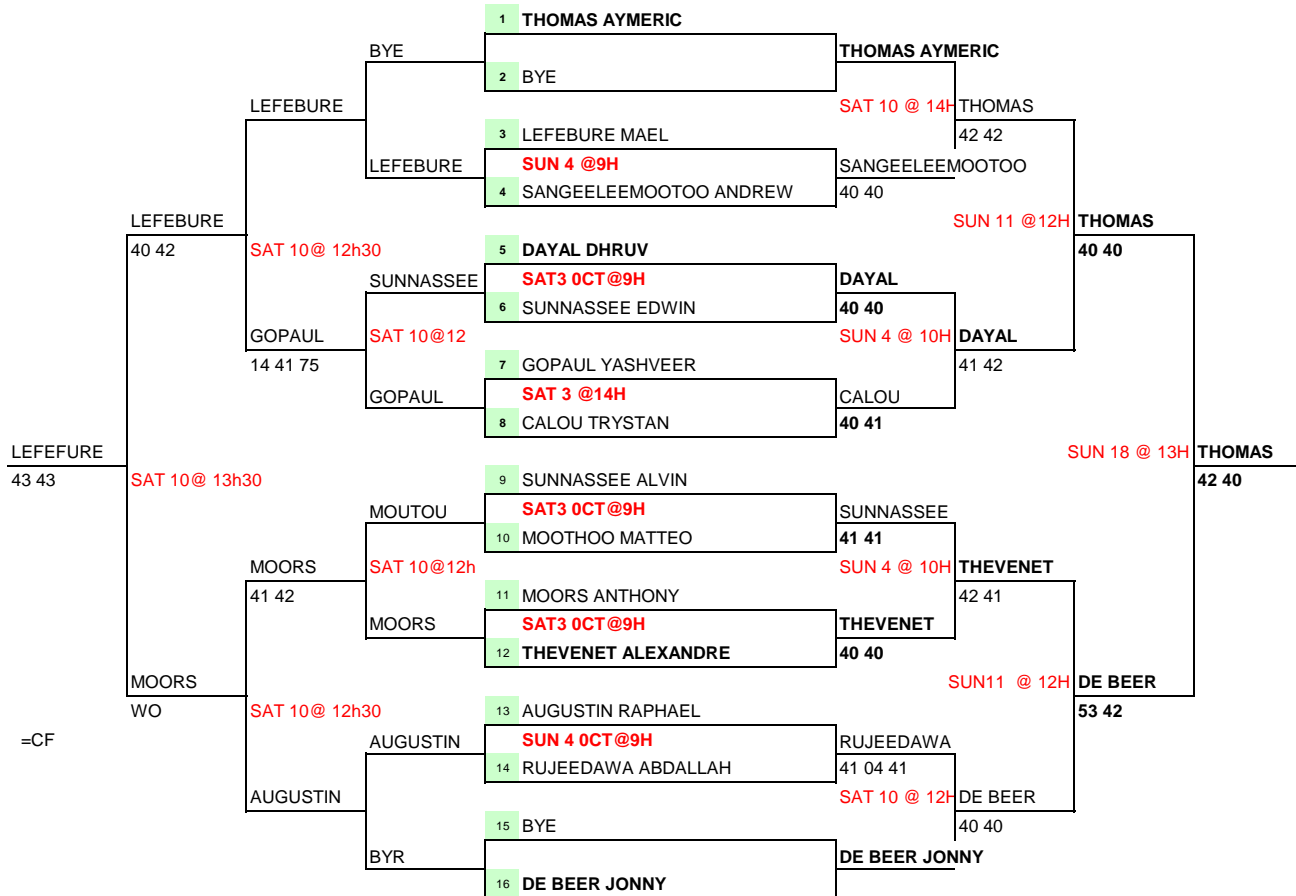 1 THOMAS AYMERIC
BYE THOMAS AYMERIC
2 BYE
LEFEBURE SAT 10 @ 14H THOMAS
3 LEFEBURE MAEL 42 42
LEFEBURE SUN 4 @9H SANGEELEEMOOTOO
4 SANGEELEEMOOTOO ANDREW 40 40
LEFEBURE SUN 11 @12H THOMAS
40 42 SAT 10@ 12h30 5 DAYAL DHRUV 40 40
SUNNASSEE SAT3 0CT@9H DAYAL
6 SUNNASSEE EDWIN 40 40
GOPAUL SAT 10@12 SUN 4 @ 10H DAYAL
14 41 75 7 GOPAUL YASHVEER 41 42
GOPAUL SAT 3 @14H CALOU
8 CALOU TRYSTAN 40 41
LEFEFURE SUN 18 @ 13H THOMAS
43 43 SAT 10@ 13h30 9 SUNNASSEE ALVIN 42 40
MOUTOU SAT3 0CT@9H SUNNASSEE
10 MOOTHOO MATTEO 41 41
MOORS SAT 10@12h SUN 4 @ 10H THEVENET
41 42 11 MOORS ANTHONY 42 41
MOORS SAT3 0CT@9H THEVENET
12 THEVENET ALEXANDRE 40 40
MOORS SUN11 @ 12H DE BEER
WO SAT 10@ 12h30 13 AUGUSTIN RAPHAEL 53 42
=CF AUGUSTIN SUN 4 0CT@9H RUJEEDAWA
14 RUJEEDAWA ABDALLAH 41 04 41
AUGUSTIN SAT 10 @ 12H DE BEER
15 BYE 40 40
BYR DE BEER JONNY
16 DE BEER JONNY